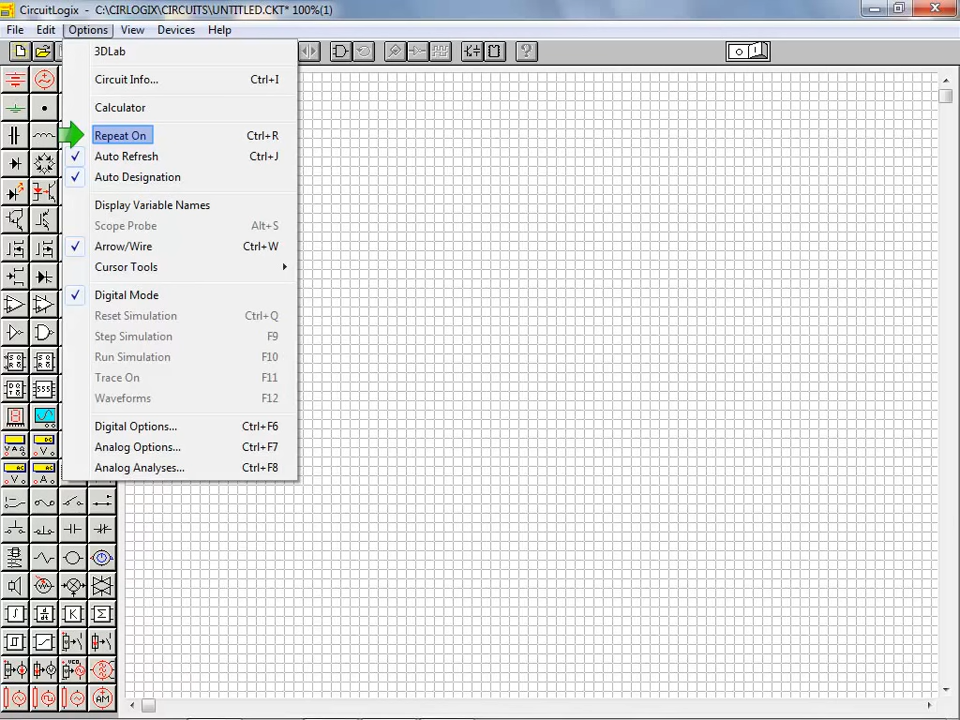 CircuitLogix - C:\CIRLOGIX\CIRCUITS\UNTITLED.CKT* 100%(1)
File Edit Options View Devices Help
3DLab
Circuit Info... Ctrl+I
Calculator
Repeat On Ctrl+R
Auto Refresh Ctrl+J
Auto Designation
Display Variable Names
Scope Probe Alt+S
Arrow/Wire Ctrl+W
Cursor Tools
Digital Mode
Reset Simulation Ctrl+Q
Step Simulation F9
Run Simulation F10
Trace On F11
Waveforms F12
Digital Options... Ctrl+F6
Analog Options... Ctrl+F7
Analog Analyses... Ctrl+F8
555
AM